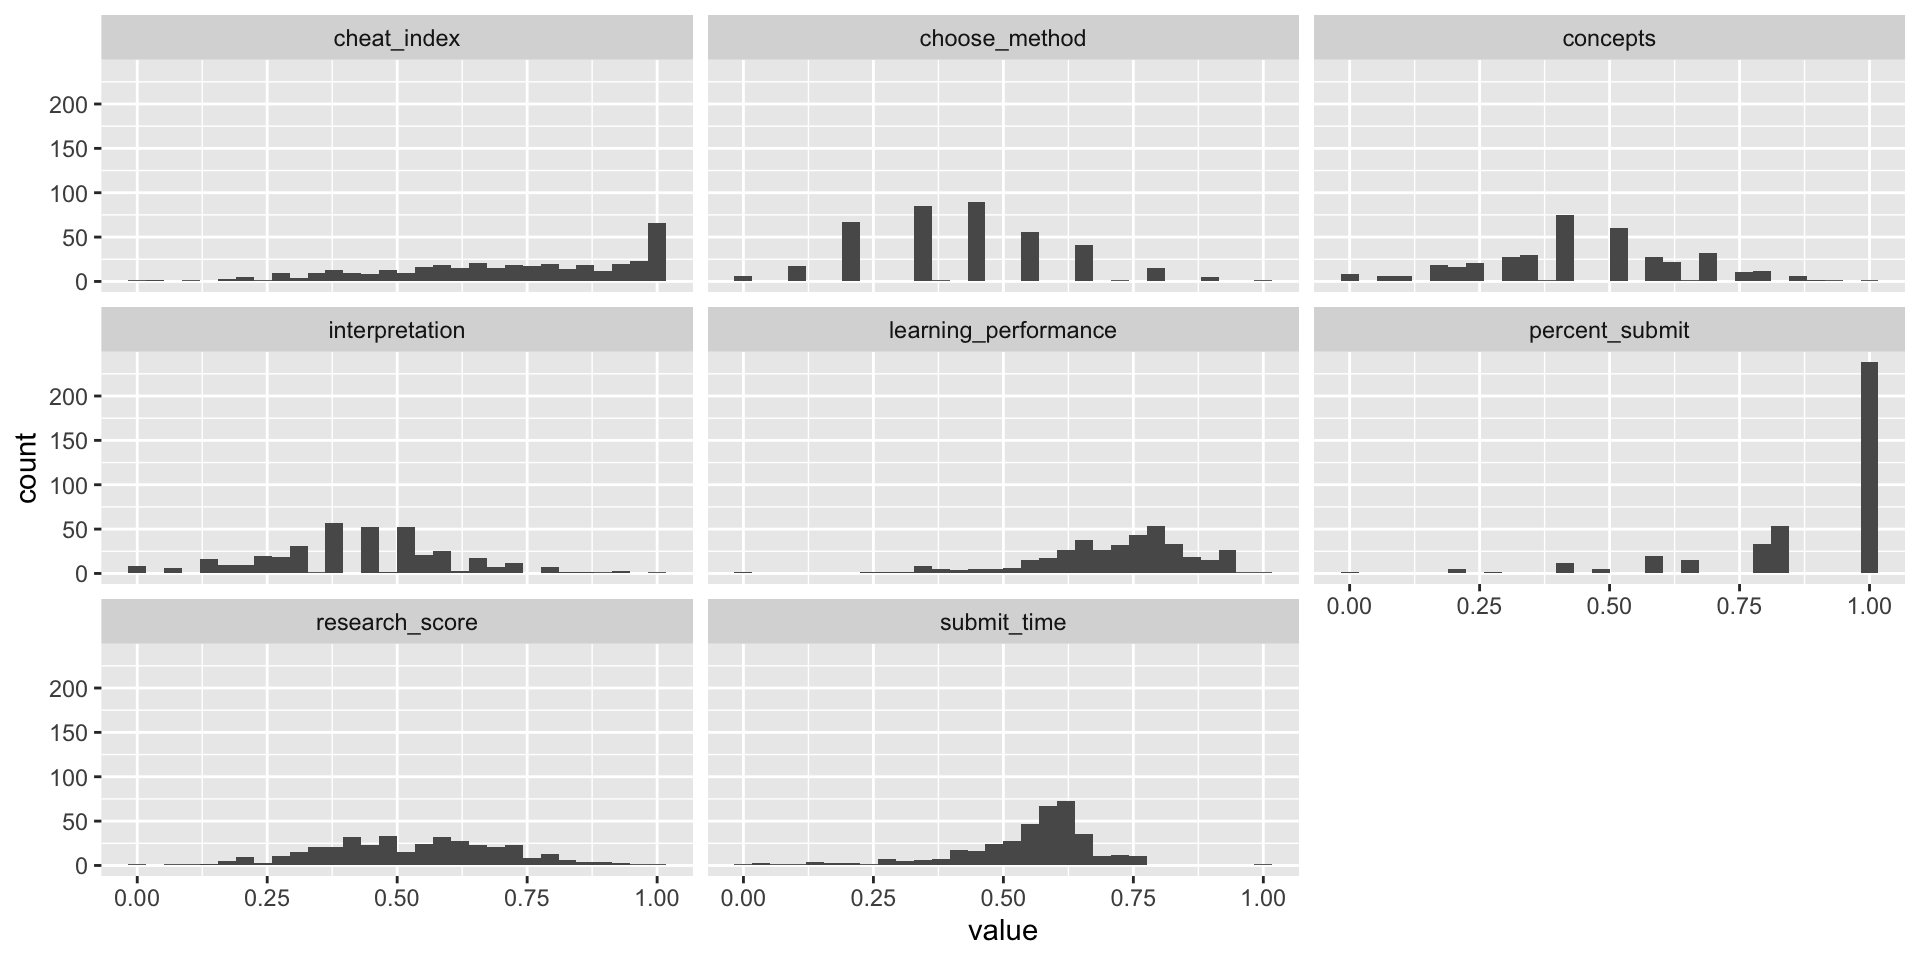 cheat_index choose_method concepts
200
150
100
50
0
interpretation learning_performance percent_submit
200
150
100
50
0
count
0.00 0.25 0.50 0.75 1.00
research_score submit_time
200
150
100
50
0
0.00 0.25 0.50 0.75 1.00 0.00 0.25 0.50 0.75 1.00
value